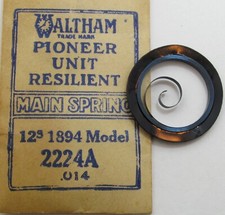 WALTHAM
TRADE MARK
PIONEER
UNIT
RESILIENT
MAIN SPRING
12S 1894 Model
2224A
.014